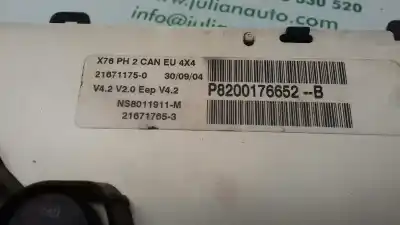 www.julianauto.com
X76 PH 2 CAN EU 4X4
21671175-0 30/09/04
V4.2 V2.0 Eep V4.2
P8200176652--B
NS8011911-M
21671765-3